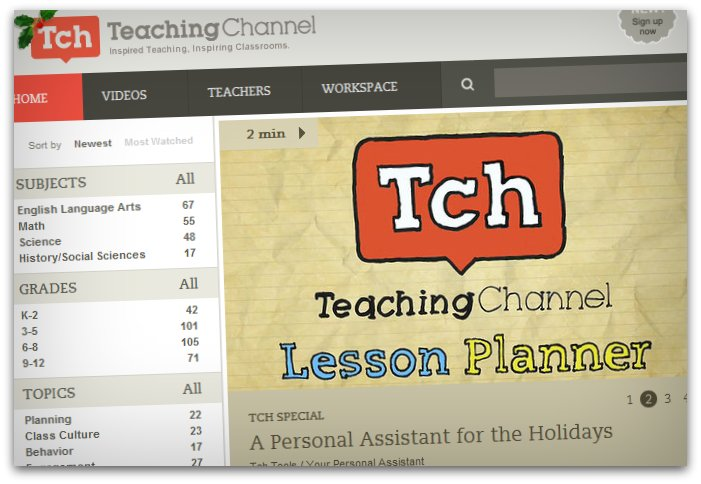 NEW!
Sign up
now
Tch TeachingChannel
Inspired Teaching, Inspiring Classrooms.
HOME VIDEOS TEACHERS WORKSPACE
Sort by Newest Most Watched
SUBJECTS All
English Language Arts 67
Math 55
Science 48
History/Social Sciences 17
GRADES All
K-2 42
3-5 101
6-8 105
9-12 71
TOPICS All
Planning 22
Class Culture 23
Behavior 17
Engagement 27
2 min
Tch
TeachingChannel
Lesson Planner
1 2 3 4
TCH SPECIAL
A Personal Assistant for the Holidays
Tch Tools / Your Personal Assistant